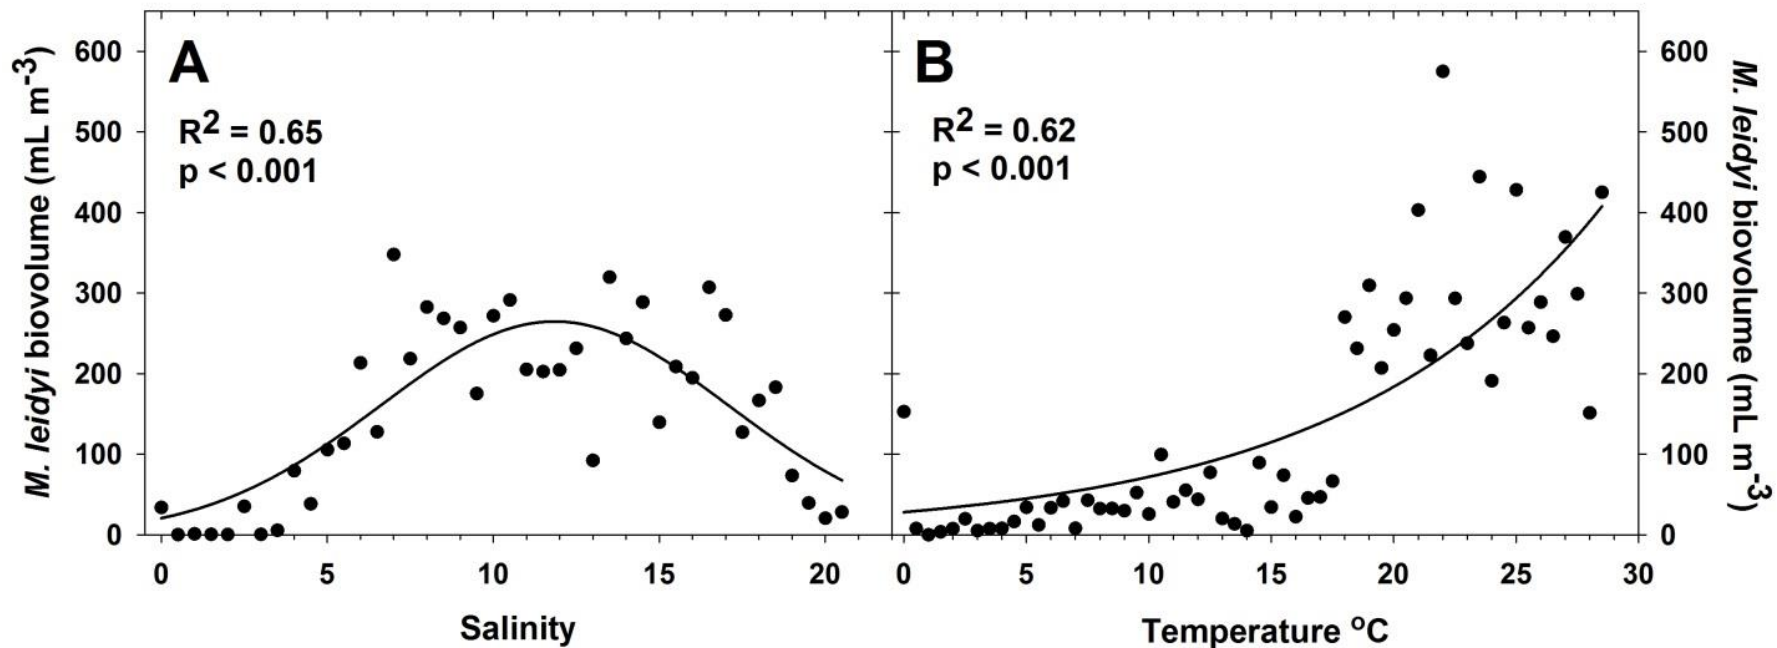 A
R2 = 0.65
p < 0.001
M. leidyi biovolume (mL m-3)
600
500
400
300
200
100
0
0 5 10 15 20
Salinity
B
R2 = 0.62
p < 0.001
0 5 10 15 20 25 30
Temperature oC
600
500
400
300
200
100
0
M. leidyi biovolume (mL m-3)